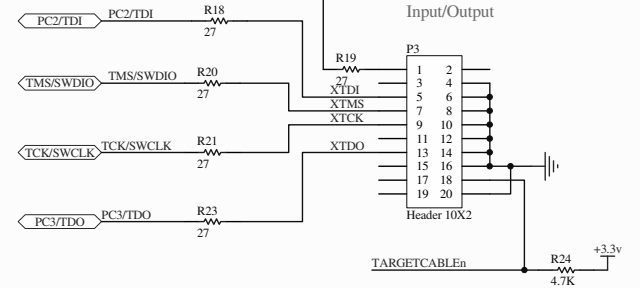 Input/Output
PC2/TDI PC2/TDI R18
27
R19
27
P3
TMS/SWDIO TMS/SWDIO R20
27
XTDI
XTMS
XTCK
TCK/SWCLK TCK/SWCLK R21
27
XTDO
PC3/TDO PC3/TDO R23
27
1 2
3 4
5 6
7 8
9 10
11 12
13 14
15 16
17 18
19 20
Header 10X2
TARGETCABLEn
R24
4.7K
+3.3v